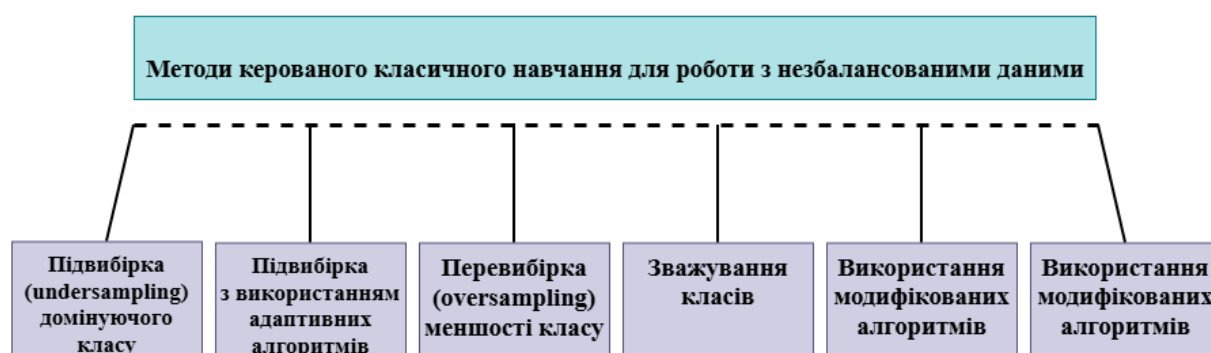 Методи керованого класичного навчання для роботи з незбалансованими даними
Підвибірка
(undersampling)
домінуючого
класу
Підвибірка
з використанням
адаптивних
алгоритмів
Перевибірка
(oversampling)
меншості класу
Зважування
класів
Використання
модифікованих
алгоритмів
Використання
модифікованих
алгоритмів